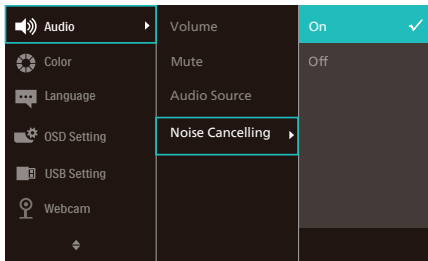 Audio
Color
Language
OSD Setting
USB Setting
Webcam
Volume
Mute
Audio Source
Noise Cancelling
On
Off